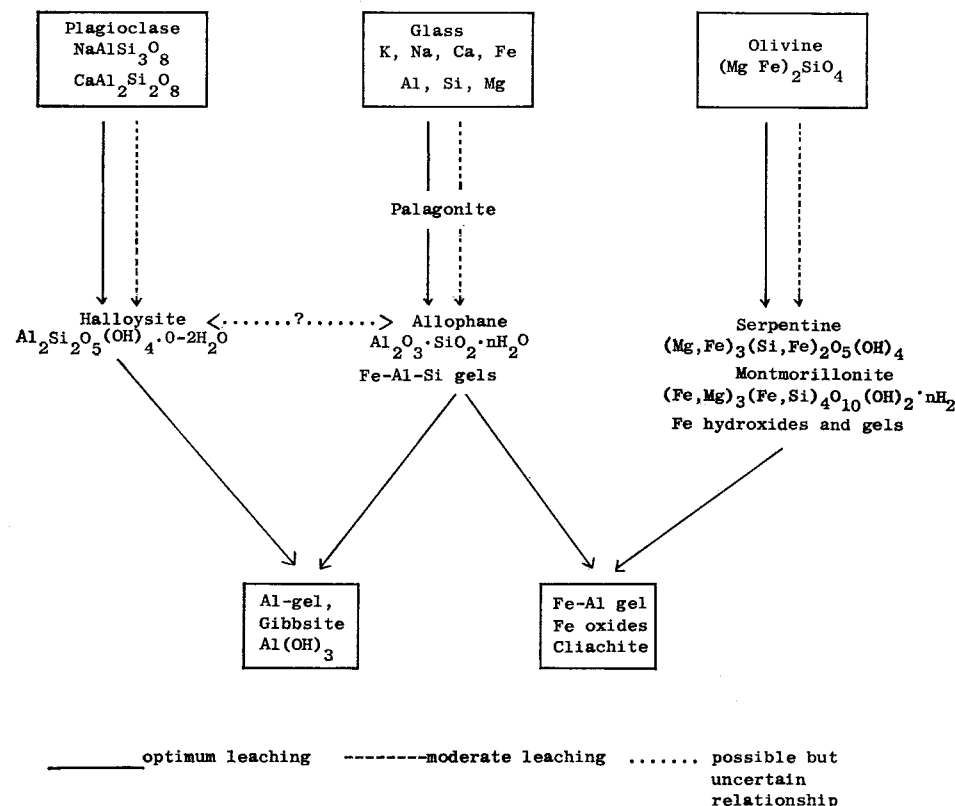 Plagioclase
NaAlSi₃O₈
CaAl₂Si₂O₈
Glass
K, Na, Ca, Fe
Al, Si, Mg
Olivine
(Mg Fe)₂SiO₄
Palagonite
Halloysite <.......?.......> Allophane
Al₂Si₂O₅(OH)₄·0-2H₂O
Al₂O₃·SiO₂·nH₂O
Fe-Al-Si gels
Serpentine
(Mg,Fe)₃(Si,Fe)₂O₅(OH)₄
Montmorillonite
(Fe,Mg)₃(Fe,Si)₄O₁₀(OH)₂·nH₂
Fe hydroxides and gels
Al-gel,
Gibbsite
Al(OH)₃
Fe-Al gel
Fe oxides
Cliachite
optimum leaching
moderate leaching
possible but
uncertain
relationship